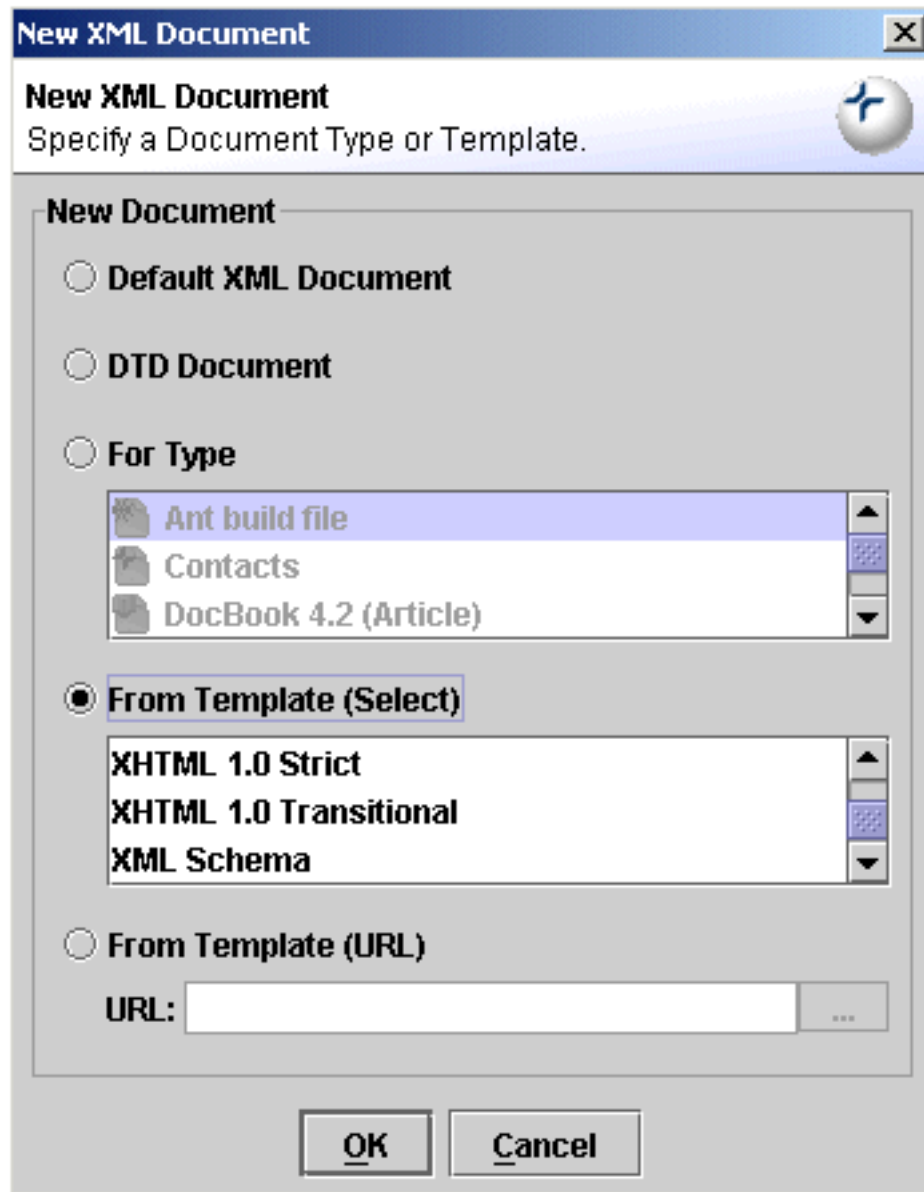 New XML Document
New XML Document
Specify a Document Type or Template.
New Document
Default XML Document
DTD Document
For Type
Ant build file
Contacts
DocBook 4.2 (Article)
From Template (Select)
XHTML 1.0 Strict
XHTML 1.0 Transitional
XML Schema
From Template (URL)
URL: ...
OK Cancel